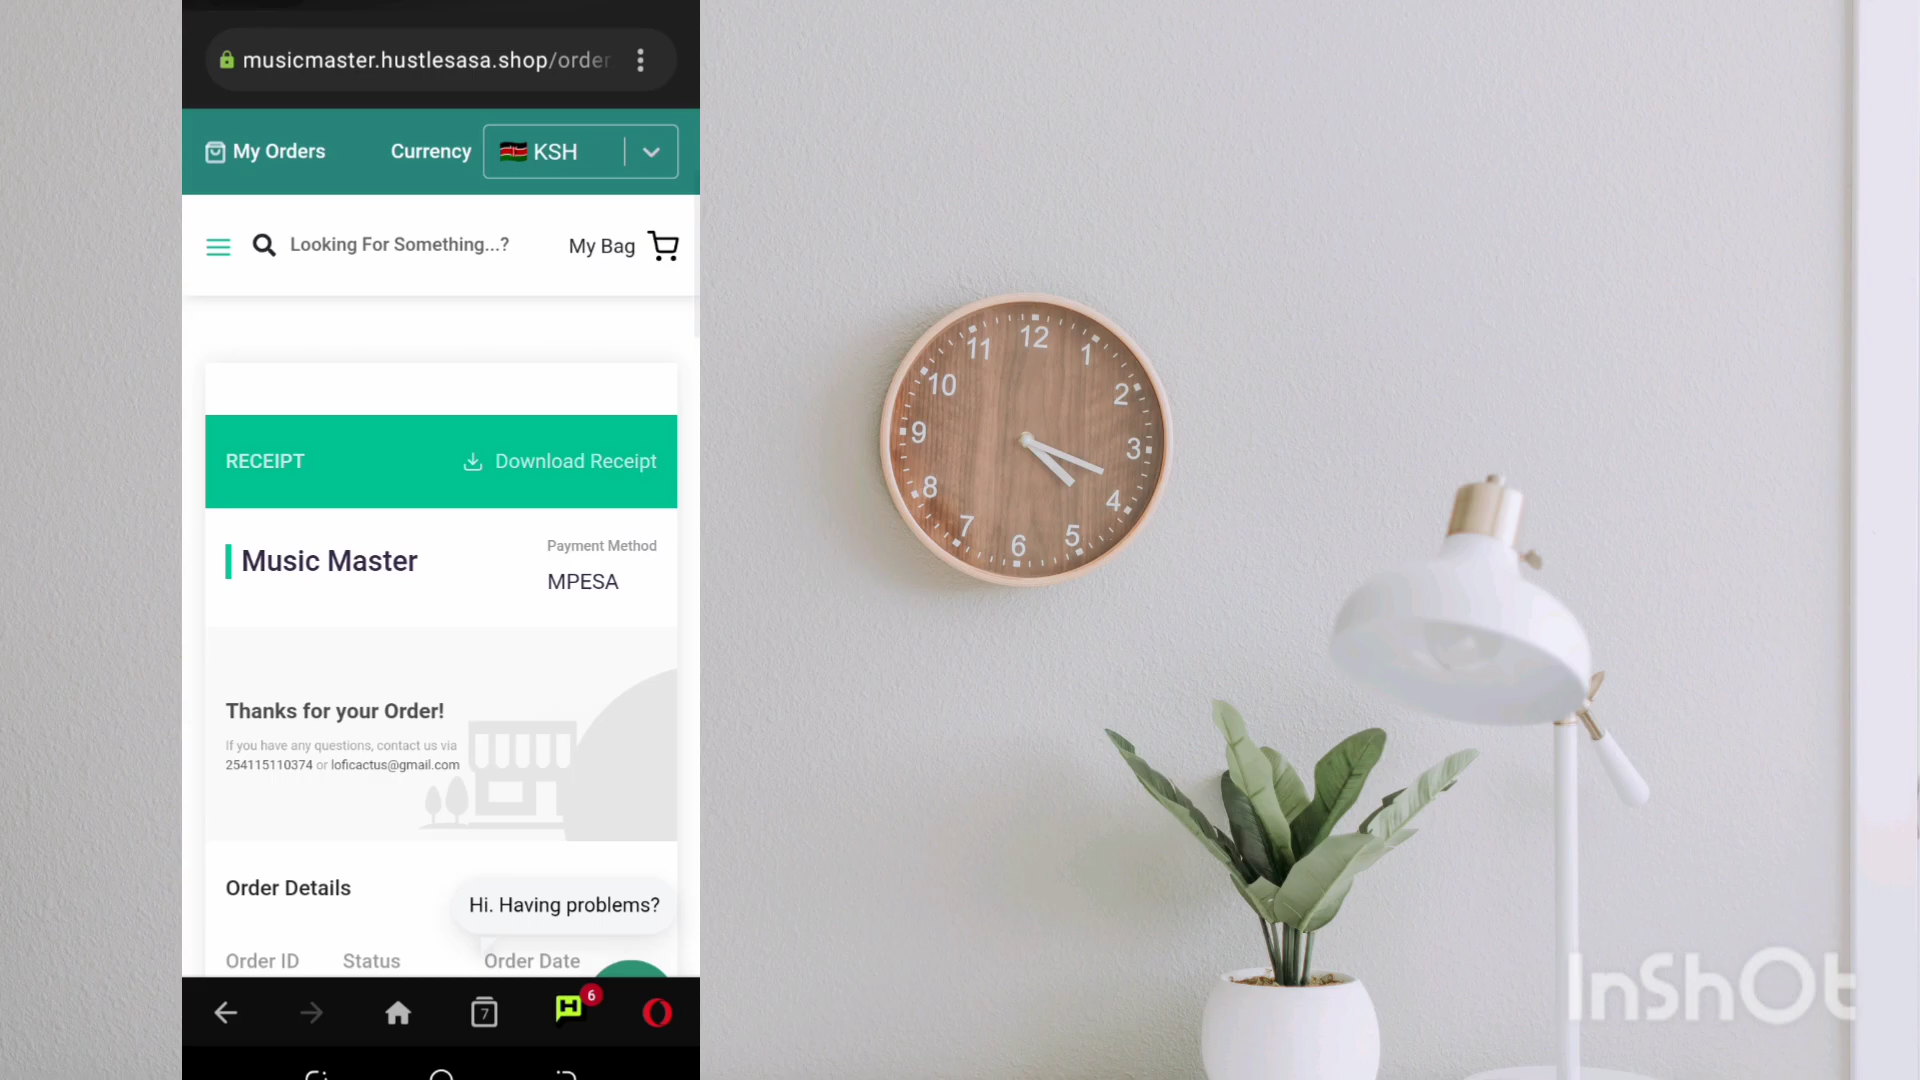 musicmaster.hustlesasa.shop/order
My Orders Currency KSH
Looking For Something...? My Bag
RECEIPT Download Receipt
Music Master
Payment Method
MPESA
Thanks for your Order!
If you have any questions, contact us via
254115110374 or loficactus@gmail.com
Order Details
Hi. Having problems?
Order ID Status Order Date
7
6
12
1
2
3
4
5
6
7
8
9
10
11
InShOt